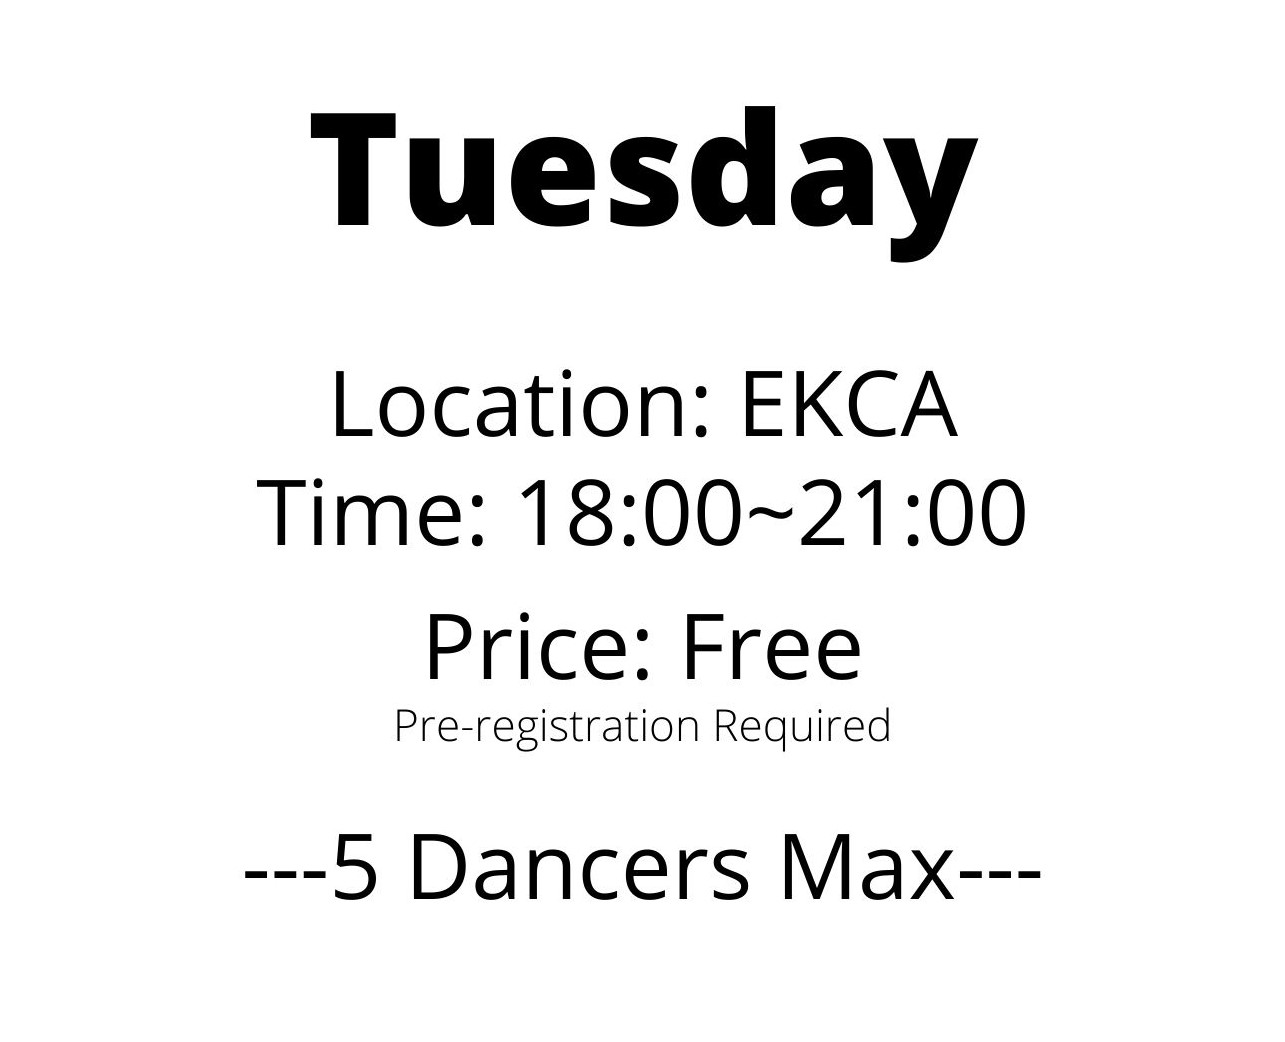 Tuesday
Location: EKCA
Time: 18:00~21:00
Price: Free
Pre-registration Required
---5 Dancers Max---